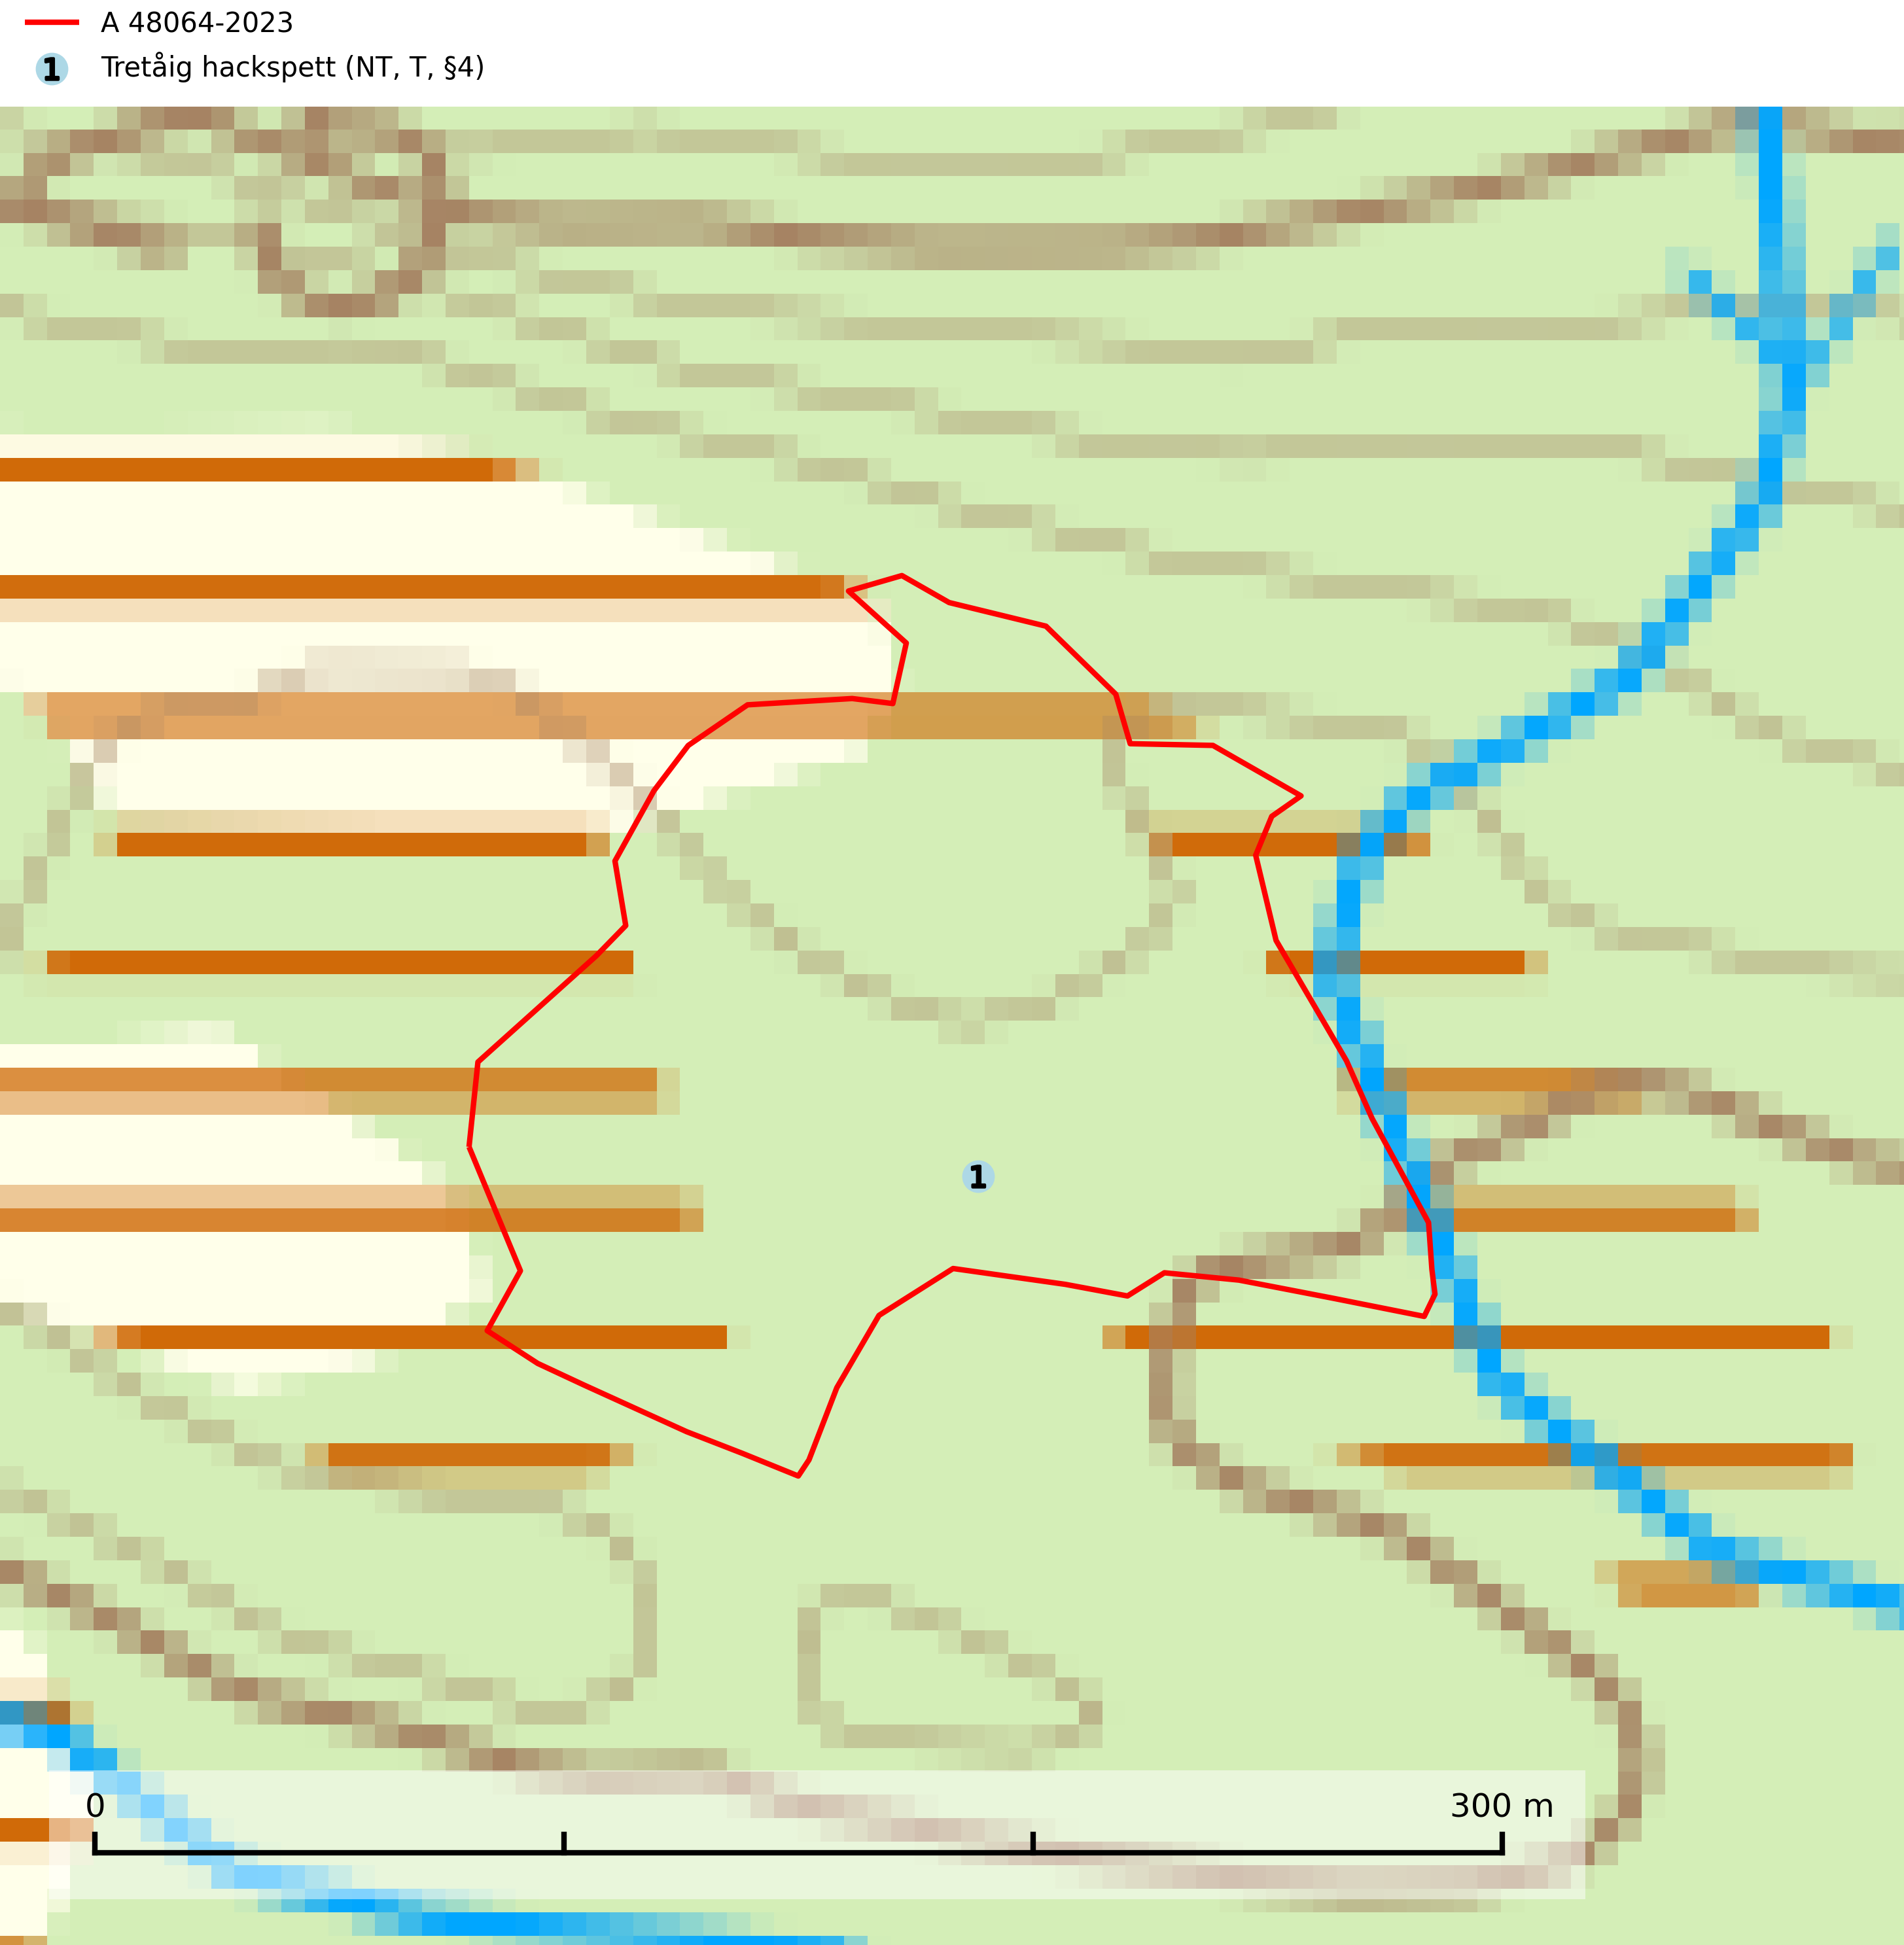 A 48064-2023
1 Tretåig hackspett (NT, T, §4)
1
0 300 m